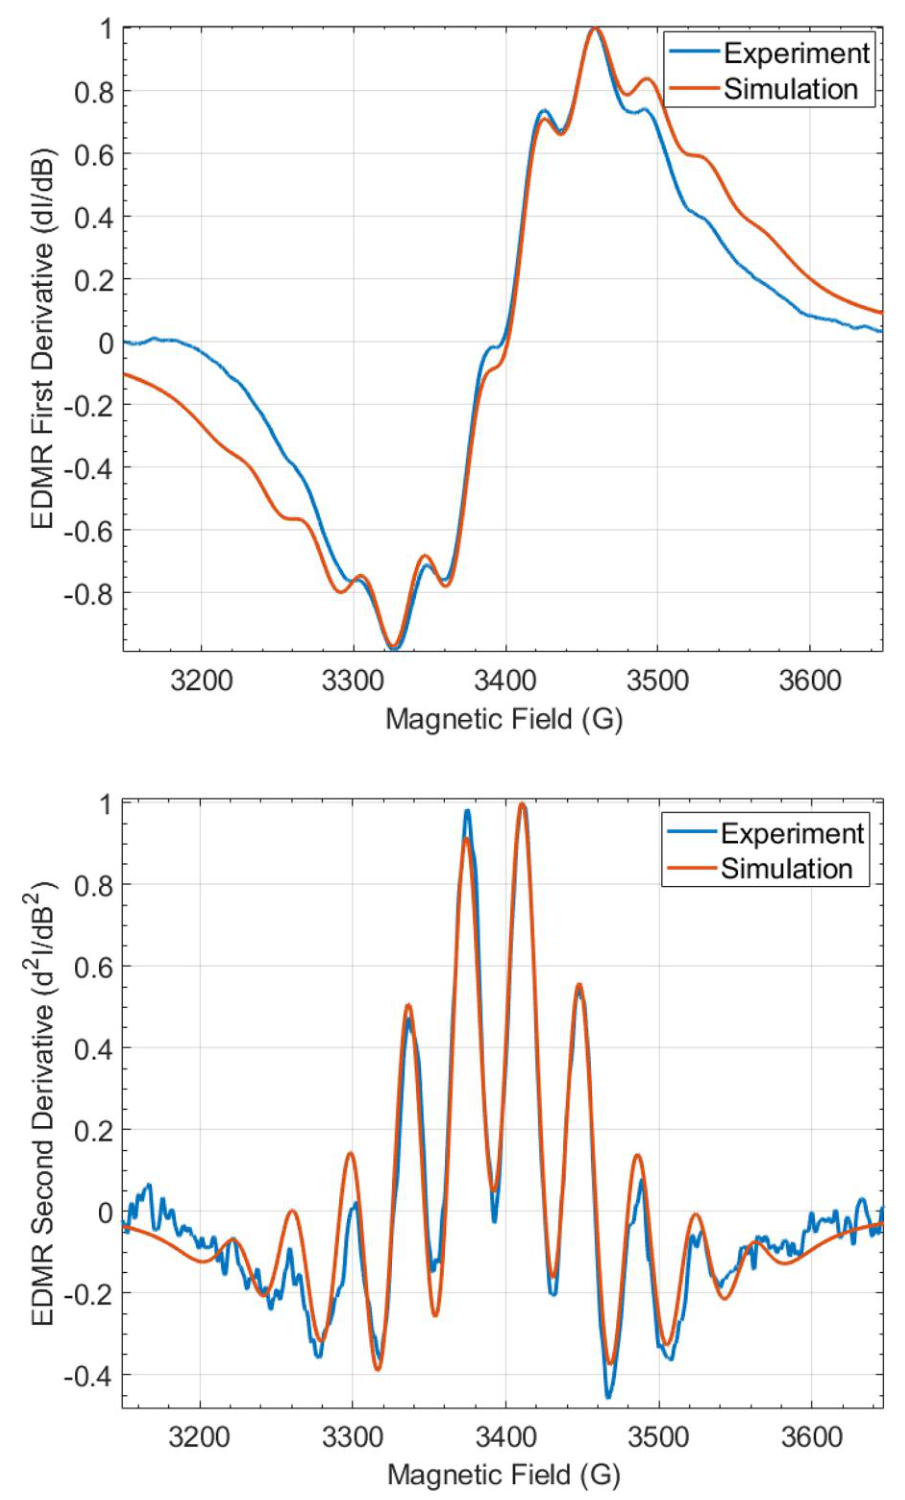 1
0.8
0.6
0.4
0.2
0
-0.2
-0.4
-0.6
-0.8
EDMR First Derivative (dI/dB)
Experiment
Simulation
3200 3300 3400 3500 3600
Magnetic Field (G)
1
0.8
0.6
0.4
0.2
0
-0.2
-0.4
EDMR Second Derivative (d²I/dB²)
Experiment
Simulation
3200 3300 3400 3500 3600
Magnetic Field (G)